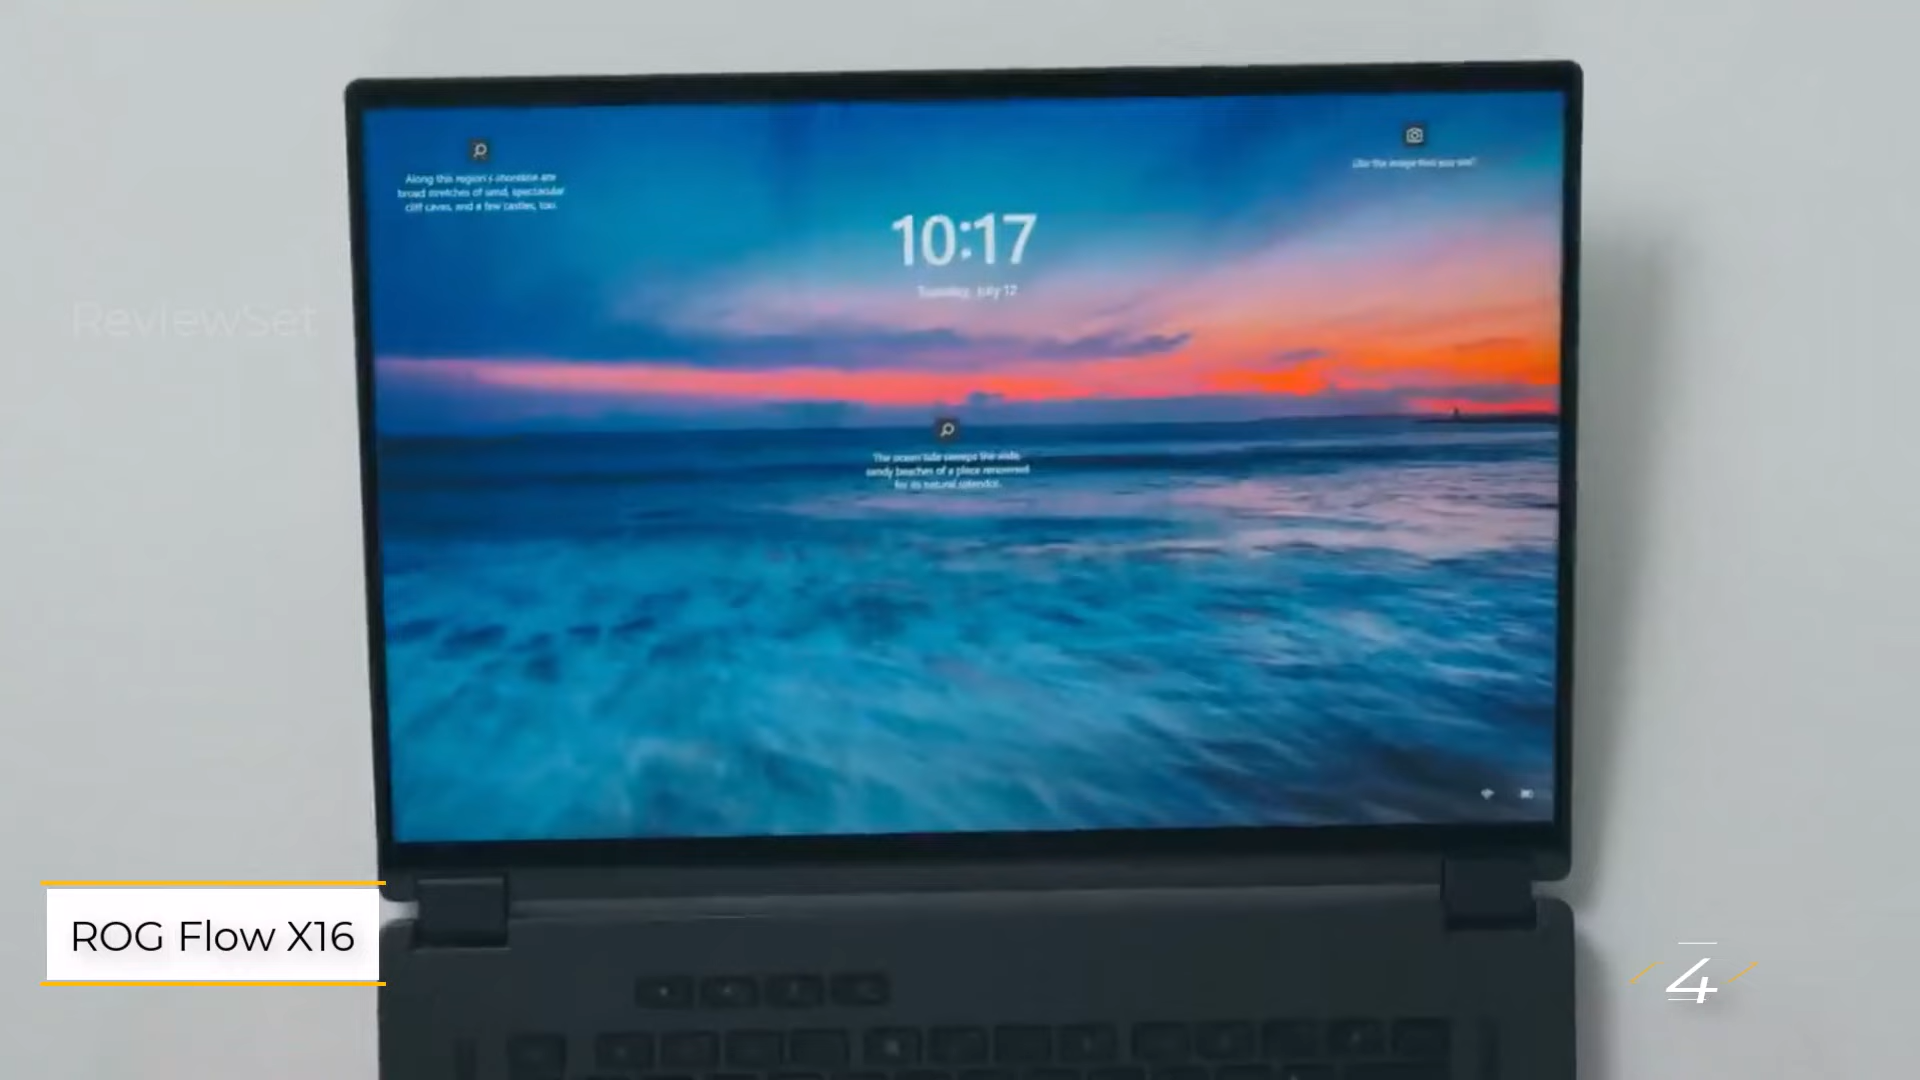 Along this region's shoreline are
broad stretches of sand, spectacular
cliff caves, and a few castles, too.
Like the image that you see?
10:17
Tuesday, July 12
ReviewSet
The ocean tide sweeps the wide,
sandy beaches of a place renowned
for its natural splendor.
ROG Flow X16
4